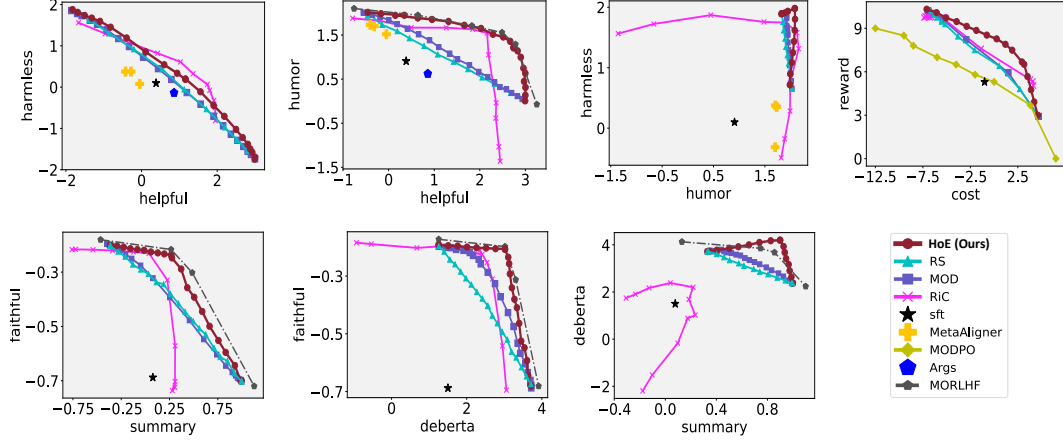 2
1
0
−1
−2
harmless
−2
0
2
helpful
1.5
0.5
−0.5
−1.5
humor
−1
0
1
2
3
helpful
2
1
0
harmless
−1.5
−0.5
0.5
1.5
humor
9
6
3
0
reward
−12.5
−7.5
−2.5
2.5
cost
−0.3
−0.5
−0.7
faithful
−0.75
−0.25
0.25
0.75
summary
−0.1
−0.3
−0.5
−0.7
faithful
0
2
4
deberta
4
2
0
−2
deberta
−0.4
0.0
0.4
0.8
summary
HoE (Ours)
RS
MOD
RiC
sft
MetaAligner
MODPO
Args
MORLHF